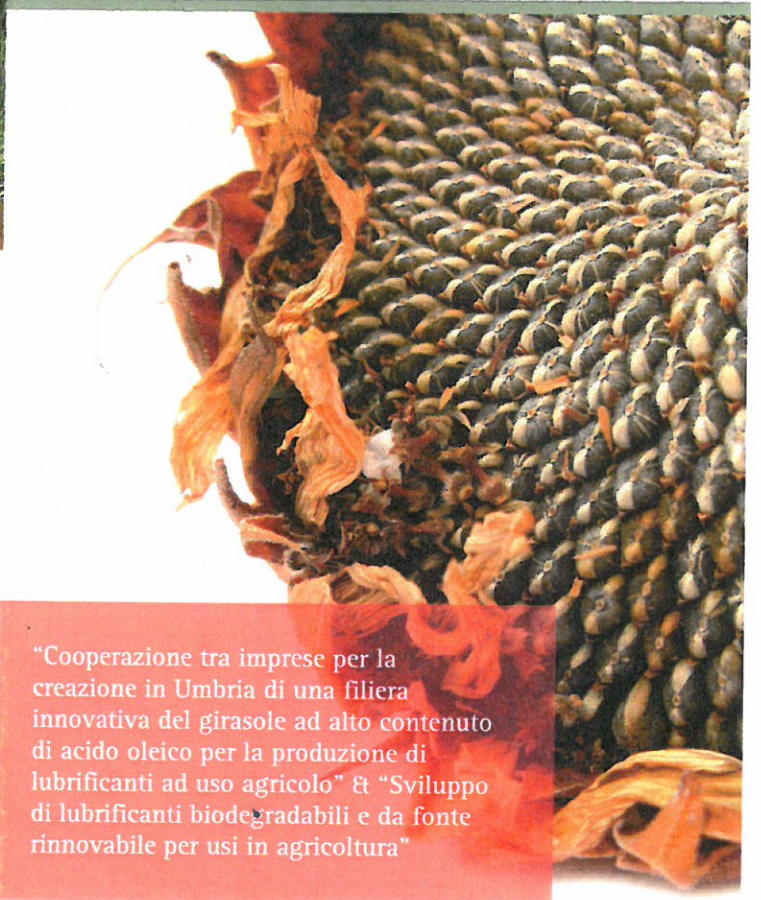 “Cooperazione tra imprese per la
creazione in Umbria di una filiera
innovativa del girasole ad alto contenuto
di acido oleico per la produzione di
lubrificanti ad uso agricolo” & “Sviluppo
di lubrificanti biodegradabili e da fonte
rinnovabile per usi in agricoltura”